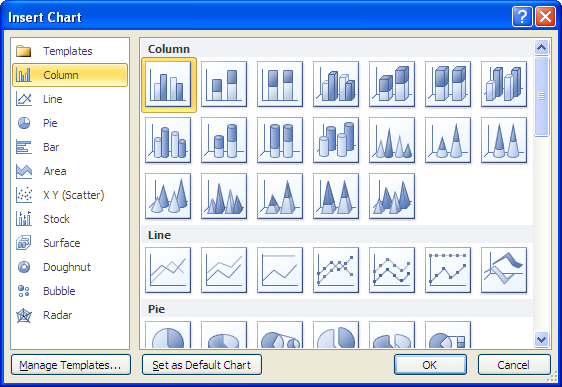 Insert Chart
Templates
Column
Line
Pie
Bar
Area
X Y (Scatter)
Stock
Surface
Doughnut
Bubble
Radar
Column
Line
Pie
Manage Templates...
Set as Default Chart
OK
Cancel